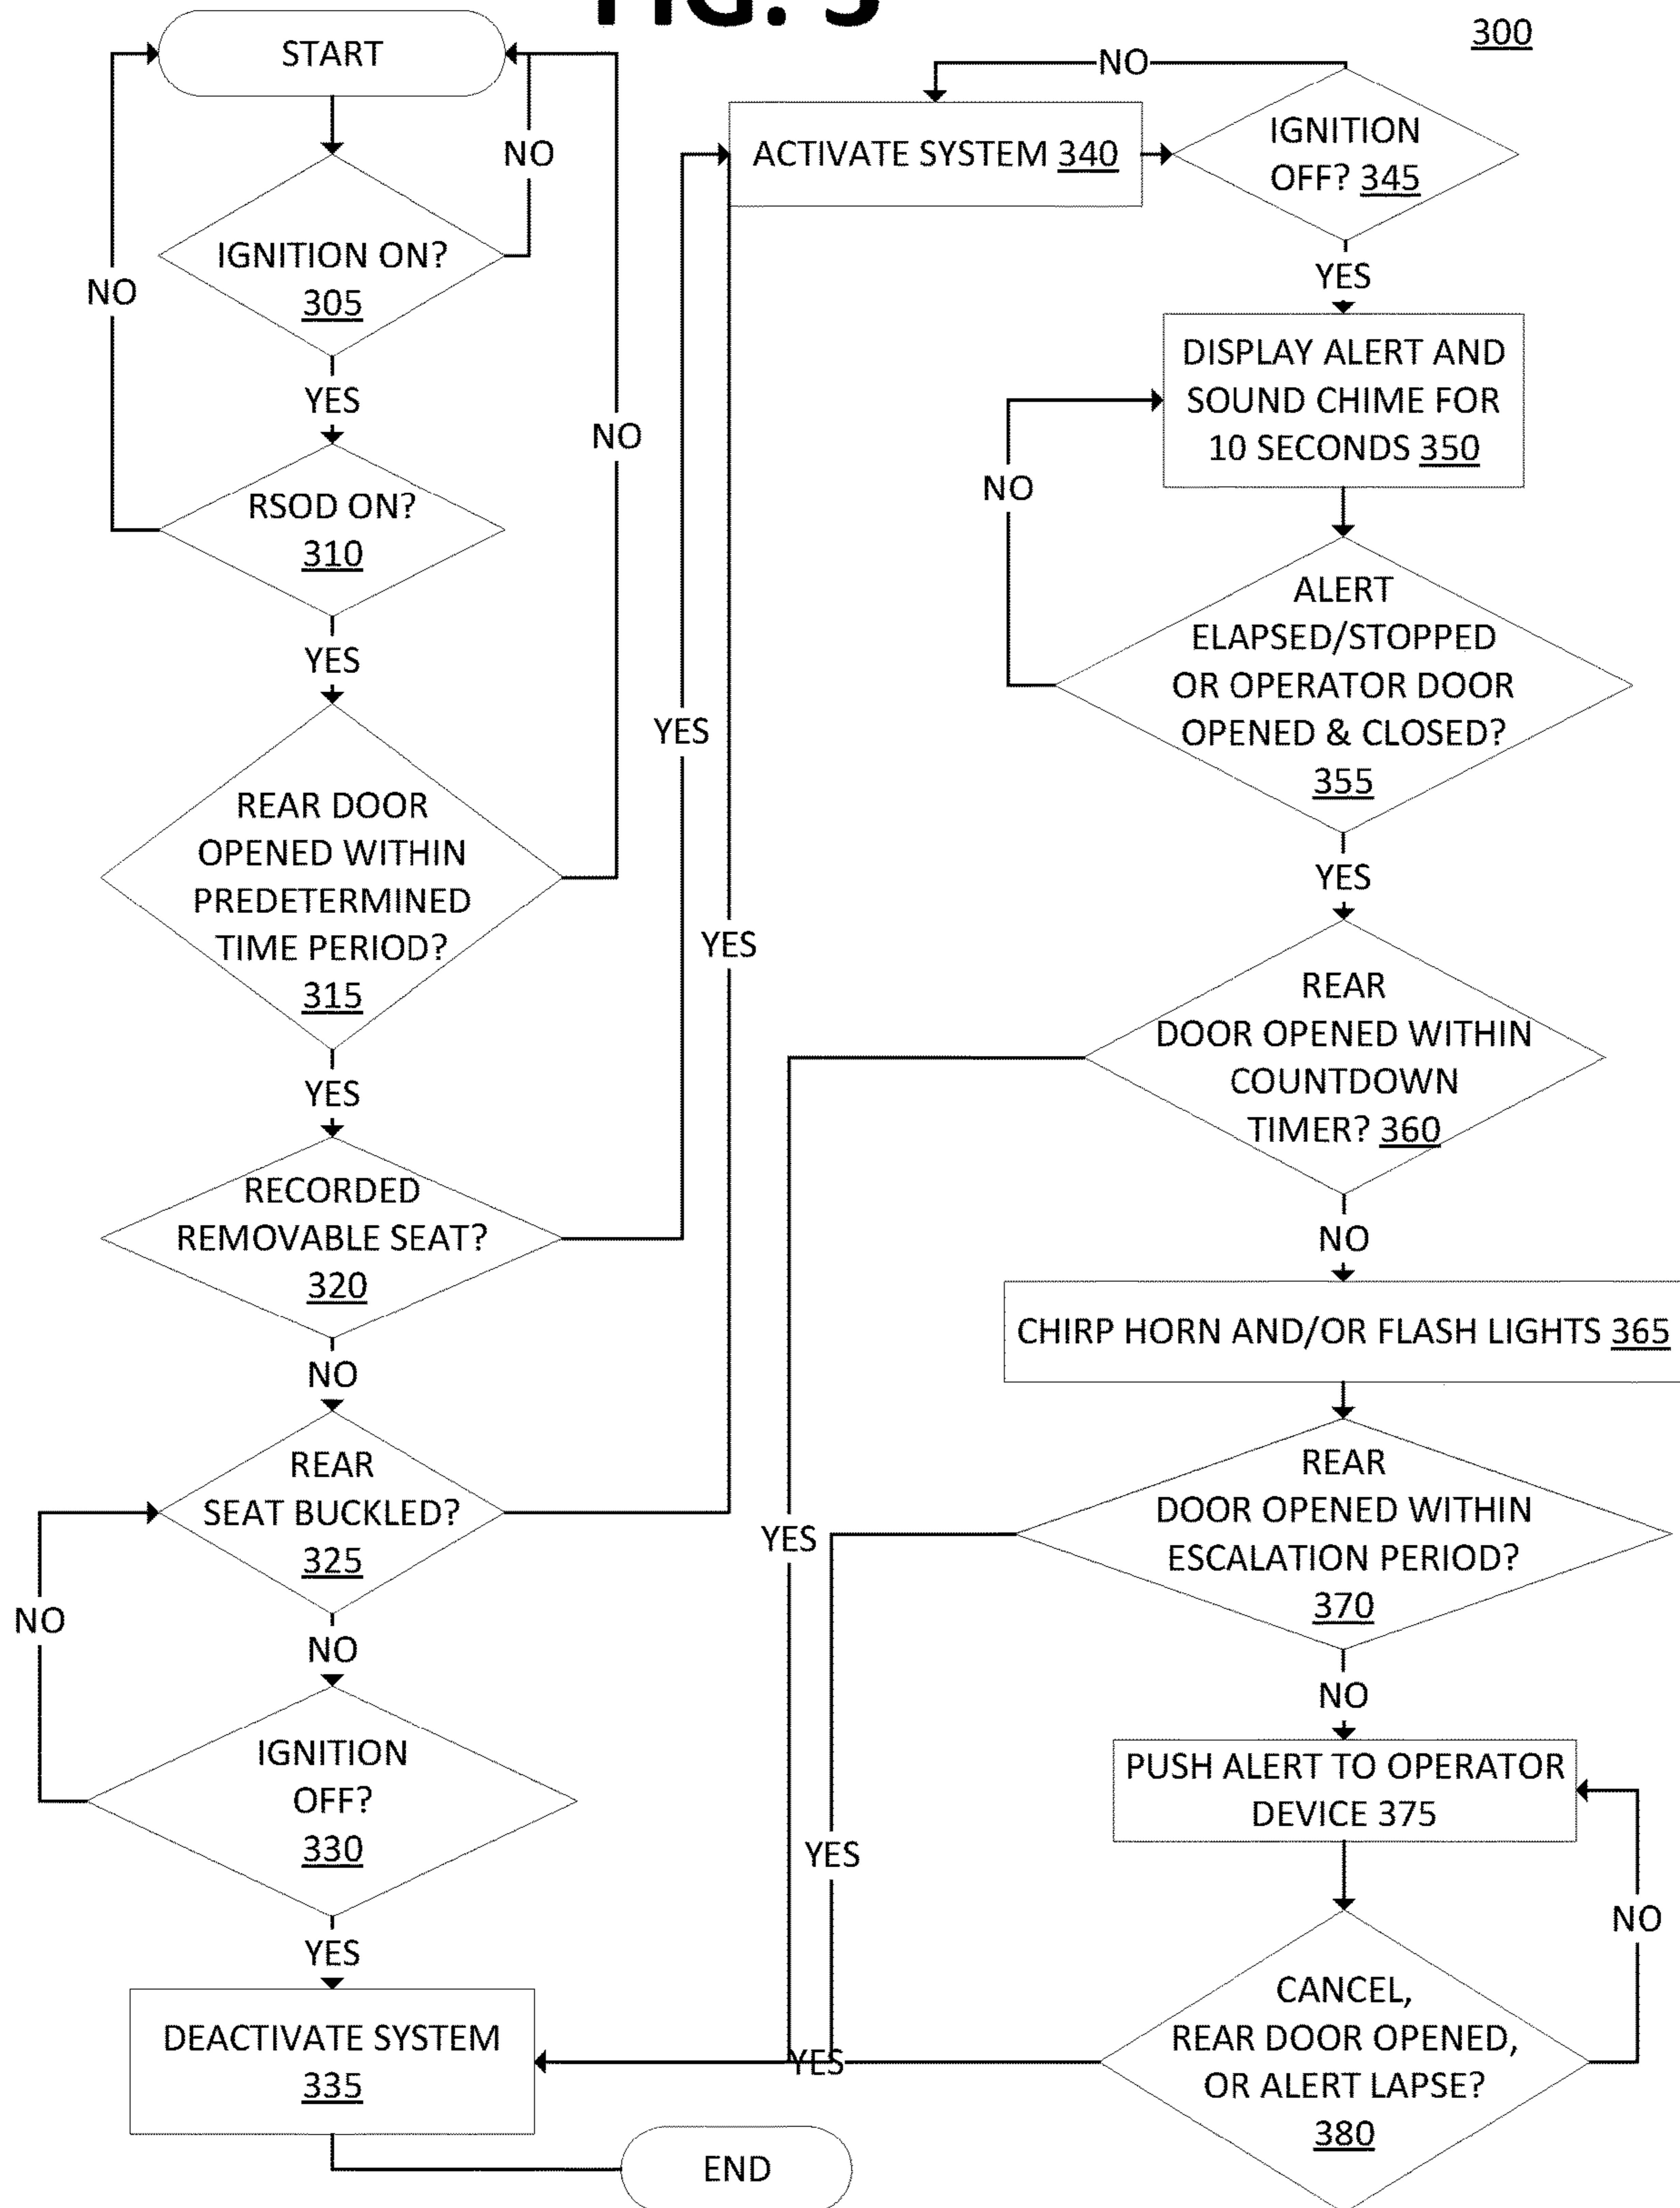 FIG. 3
300
START
NO
IGNITION ON?
305
NO
YES
RSOD ON?
310
NO
YES
REAR DOOR
OPENED WITHIN
PREDETERMINED
TIME PERIOD?
315
YES
RECORDED
REMOVABLE SEAT?
320
YES
NO
REAR
SEAT BUCKLED?
325
YES
NO
NO
IGNITION
OFF?
330
YES
DEACTIVATE SYSTEM
335
END
NO
ACTIVATE SYSTEM 340
IGNITION
OFF? 345
YES
DISPLAY ALERT AND
SOUND CHIME FOR
10 SECONDS 350
NO
ALERT
ELAPSED/STOPPED
OR OPERATOR DOOR
OPENED & CLOSED?
355
YES
REAR
DOOR OPENED WITHIN
COUNTDOWN
TIMER? 360
YES
NO
CHIRP HORN AND/OR FLASH LIGHTS 365
REAR
DOOR OPENED WITHIN
ESCALATION PERIOD?
370
YES
NO
PUSH ALERT TO OPERATOR
DEVICE 375
NO
CANCEL,
REAR DOOR OPENED,
OR ALERT LAPSE?
380
YES